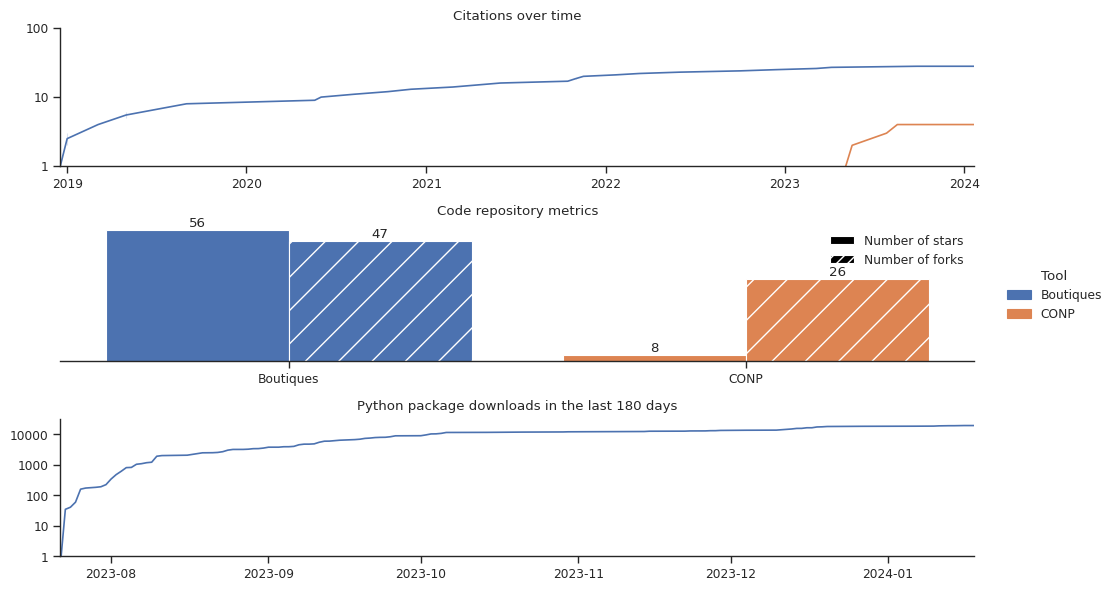 Citations over time
100
10
1
2019 2020 2021 2022 2023 2024
Code repository metrics
56 47 8 26
Number of stars
Number of forks
Boutiques CONP
Tool
Boutiques
CONP
Python package downloads in the last 180 days
10000
1000
100
10
1
2023-08 2023-09 2023-10 2023-11 2023-12 2024-01